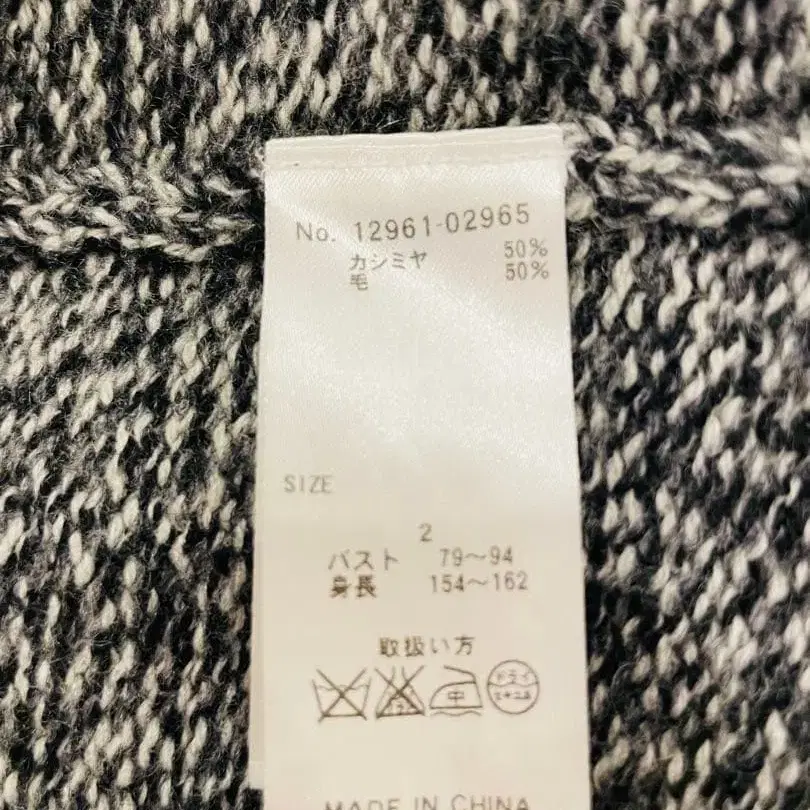 No. 12961-02965
カシミヤ 50%
毛 50%
SIZE
2
バスト 79～94
身長 154～162
取扱い方
中 ドライ
MADE IN CHINA